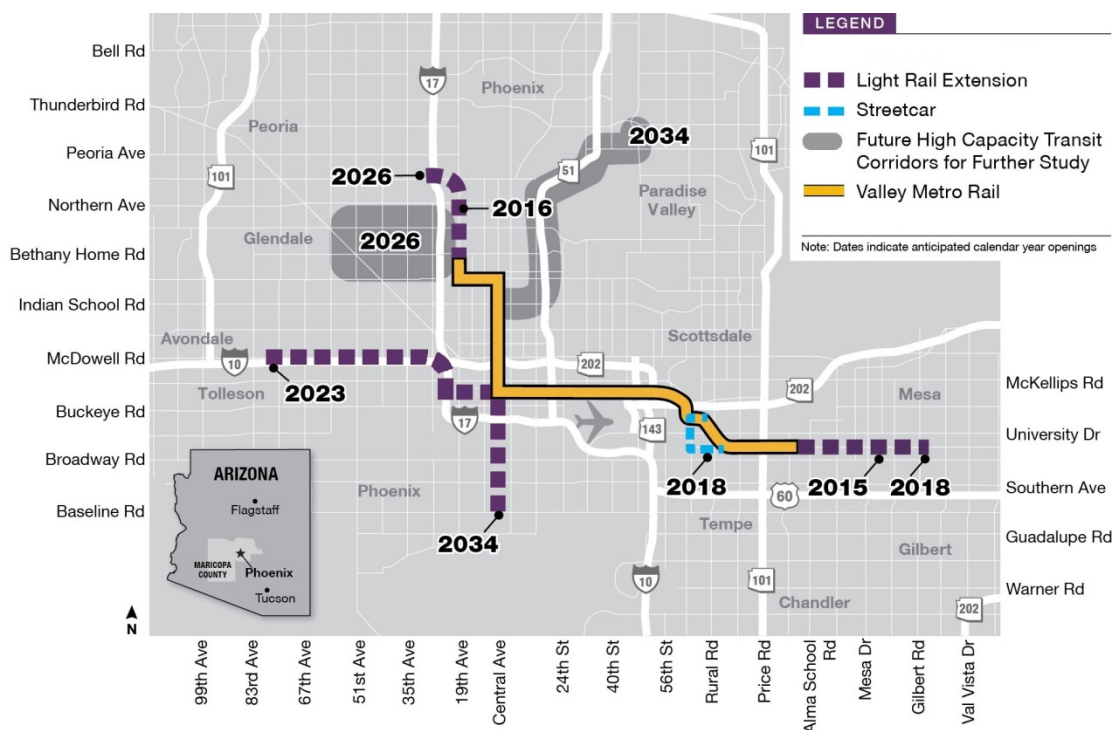 LEGEND
Light Rail Extension
Streetcar
Future High Capacity Transit
Corridors for Further Study
Valley Metro Rail
Note: Dates indicate anticipated calendar year openings
Bell Rd
Thunderbird Rd
Peoria Ave
Northern Ave
Bethany Home Rd
Indian School Rd
McDowell Rd
Buckeye Rd
Broadway Rd
Baseline Rd
17
Phoenix
Peoria
2034
101
51
101
2026
Paradise
Valley
2016
Glendale
2026
Avondale
Scottsdale
10
202
Tolleson
2023
202
Mesa
17
143
2018
2015
2018
60
Phoenix
2034
Tempe
Gilbert
10
101
Chandler
202
McKellips Rd
University Dr
Southern Ave
Guadalupe Rd
Warner Rd
ARIZONA
Flagstaff
MARICOPA
COUNTY
Phoenix
Tucson
N
99th Ave
83rd Ave
67th Ave
51st Ave
35th Ave
19th Ave
Central Ave
24th St
40th St
56th St
Rural Rd
Price Rd
Alma School
Rd
Mesa Dr
Gilbert Rd
Val Vista Dr